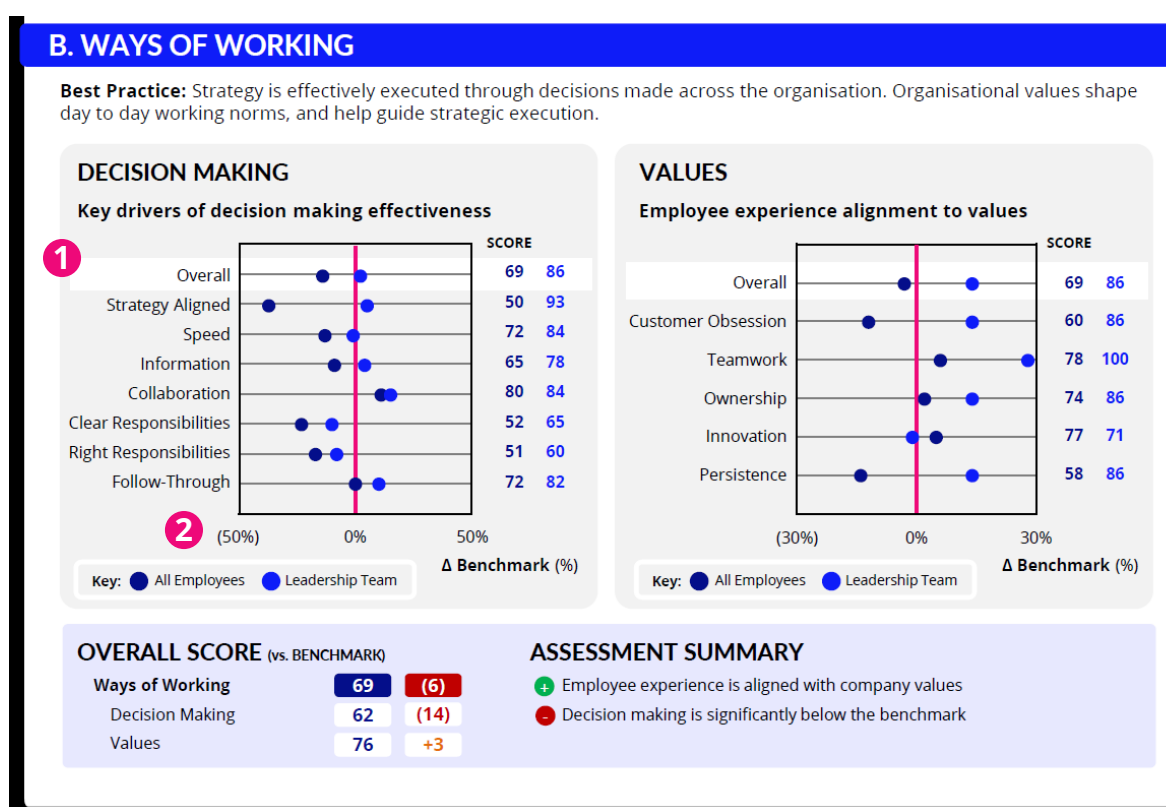 B. WAYS OF WORKING
Best Practice: Strategy is effectively executed through decisions made across the organisation. Organisational values shape
day to day working norms, and help guide strategic execution.
DECISION MAKING
Key drivers of decision making effectiveness
1
SCORE
Overall 69 86
Strategy Aligned 50 93
Speed 72 84
Information 65 78
Collaboration 80 84
Clear Responsibilities 52 65
Right Responsibilities 51 60
Follow-Through 72 82
2
(50%) 0% 50%
Δ Benchmark (%)
Key: All Employees Leadership Team
VALUES
Employee experience alignment to values
SCORE
Overall 69 86
Customer Obsession 60 86
Teamwork 78 100
Ownership 74 86
Innovation 77 71
Persistence 58 86
(30%) 0% 30%
Δ Benchmark (%)
Key: All Employees Leadership Team
OVERALL SCORE (vs. BENCHMARK)
Ways of Working 69 (6)
Decision Making 62 (14)
Values 76 +3
ASSESSMENT SUMMARY
+ Employee experience is aligned with company values
- Decision making is significantly below the benchmark